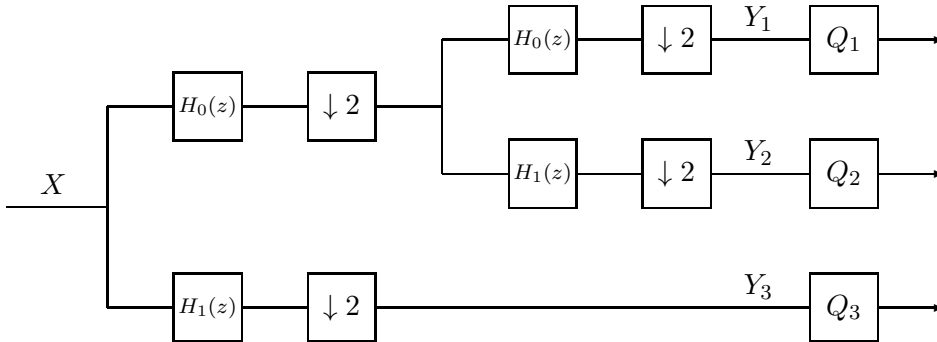 H₀(z) ↓ 2 Y₁ Q₁
H₀(z) ↓ 2
H₁(z) ↓ 2 Y₂ Q₂
X
H₁(z) ↓ 2 Y₃ Q₃